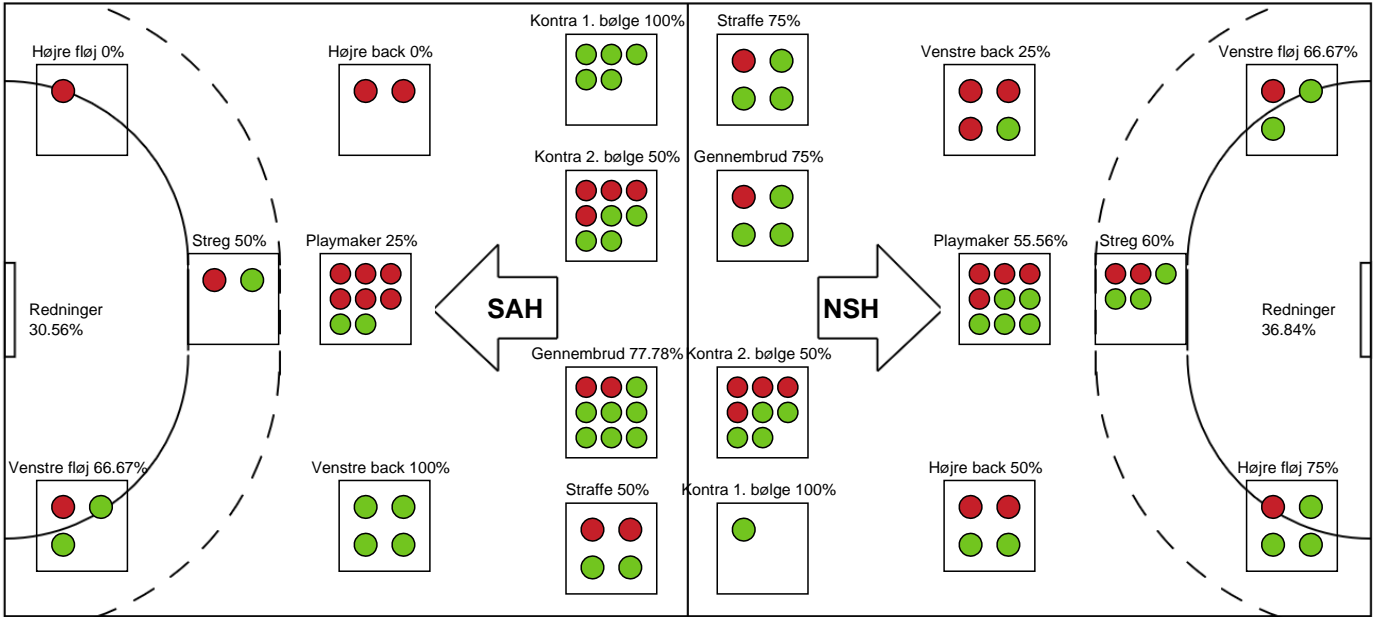 Kontra 1. bølge 100%
Straffe 75%
Højre fløj 0%
Højre back 0%
Venstre back 25%
Venstre fløj 66.67%
Kontra 2. bølge 50%
Gennembrud 75%
Streg 50%
Playmaker 25%
Playmaker 55.56%
Streg 60%
Redninger
30.56%
SAH
NSH
Redninger
36.84%
Gennembrud 77.78%
Kontra 2. bølge 50%
Venstre fløj 66.67%
Venstre back 100%
Højre back 50%
Højre fløj 75%
Straffe 50%
Kontra 1. bølge 100%